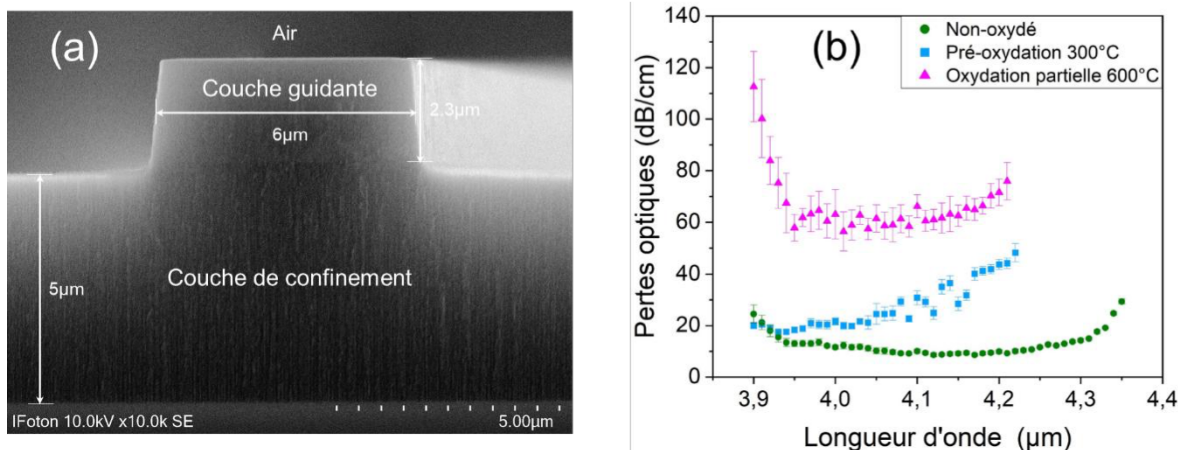 (a)
Air
Couche guidante
2.3µm
6µm
5µm
Couche de confinement
IFoton 10.0kV x10.0k SE
5.00µm
(b)
Non-oxydé
Pré-oxydation 300°C
Oxydation partielle 600°C
Pertes optiques (dB/cm)
140
120
100
80
60
40
20
0
3,9
4,0
4,1
4,2
4,3
4,4
Longueur d'onde (µm)